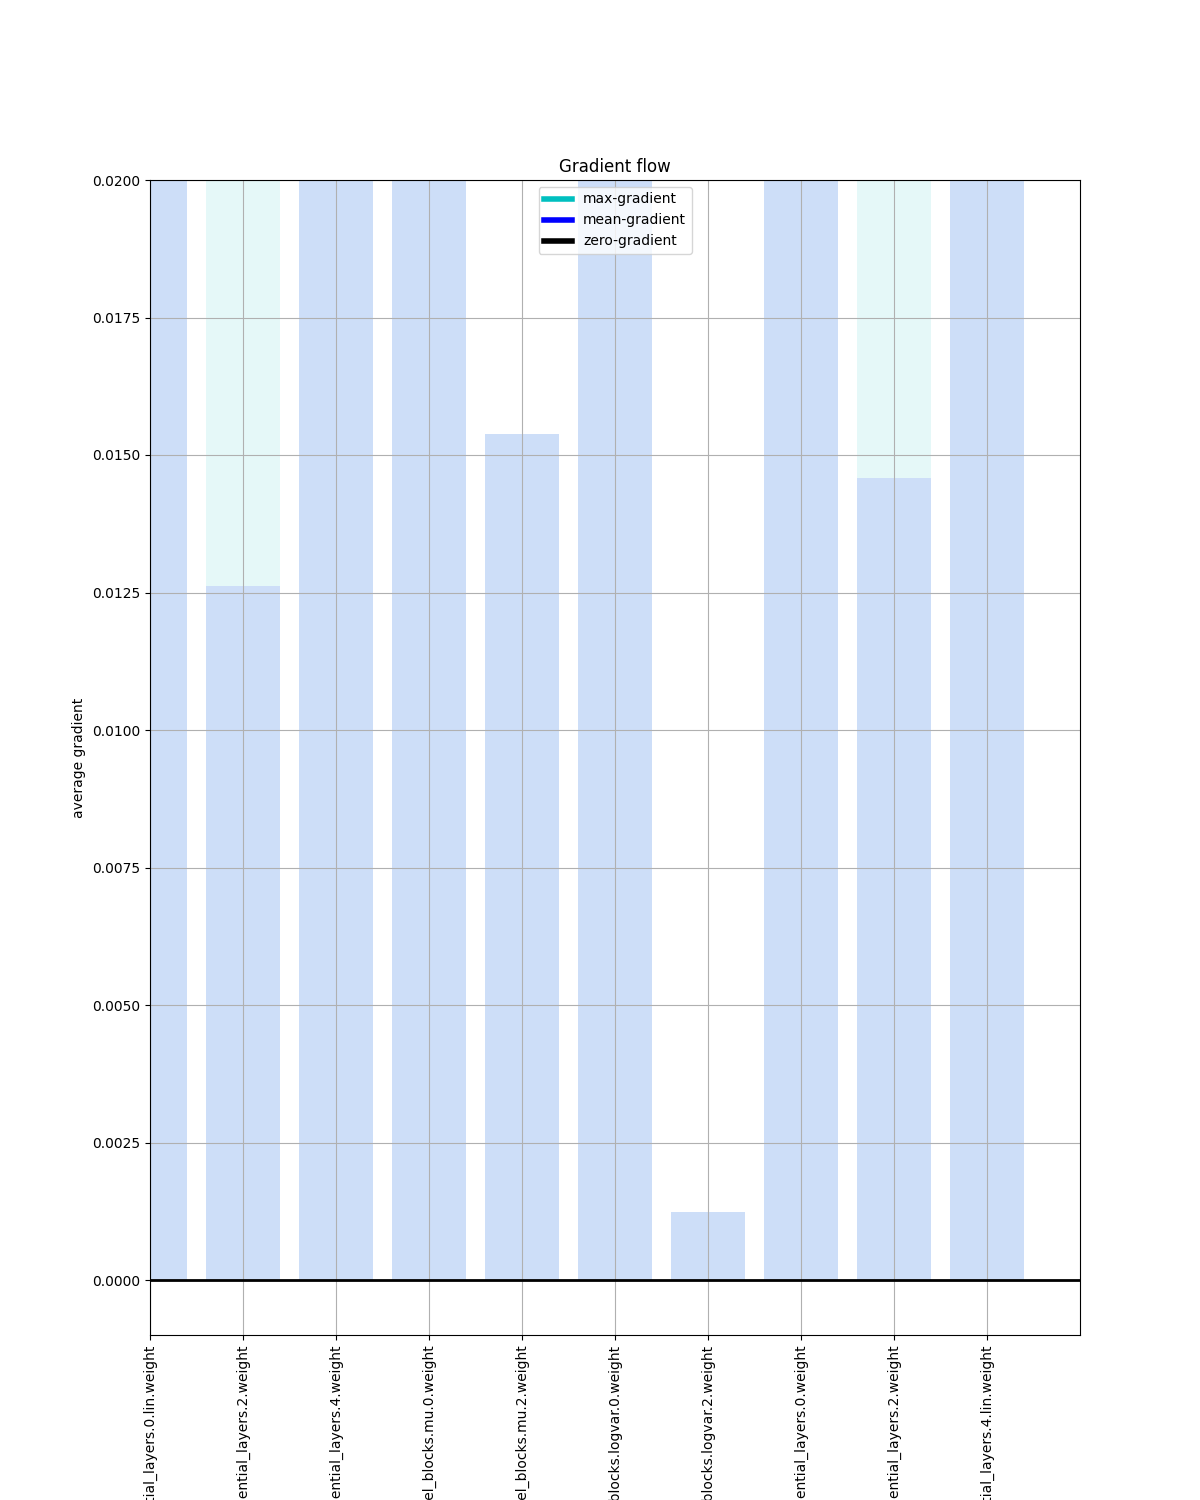 Gradient flow
max-gradient
mean-gradient
zero-gradient
0.0200
0.0175
0.0150
0.0125
0.0100
0.0075
0.0050
0.0025
0.0000
average gradient
tial_layers.0.lin.weight
ential_layers.2.weight
ential_layers.4.weight
el_blocks.mu.0.weight
el_blocks.mu.2.weight
blocks.logvar.0.weight
blocks.logvar.2.weight
ential_layers.0.weight
ential_layers.2.weight
tial_layers.4.lin.weight